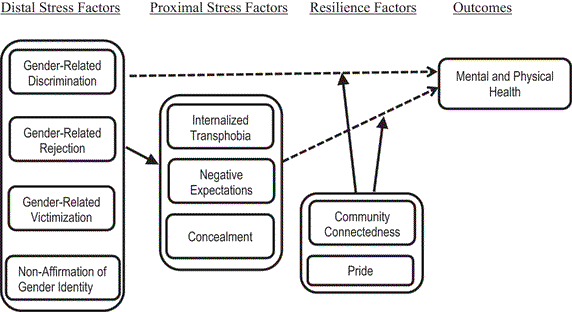 Distal Stress Factors
Proximal Stress Factors
Resilience Factors
Outcomes
Gender-Related
Discrimination
Gender-Related
Rejection
Gender-Related
Victimization
Non-Affirmation of
Gender Identity
Internalized
Transphobia
Negative
Expectations
Concealment
Community
Connectedness
Pride
Mental and Physical
Health